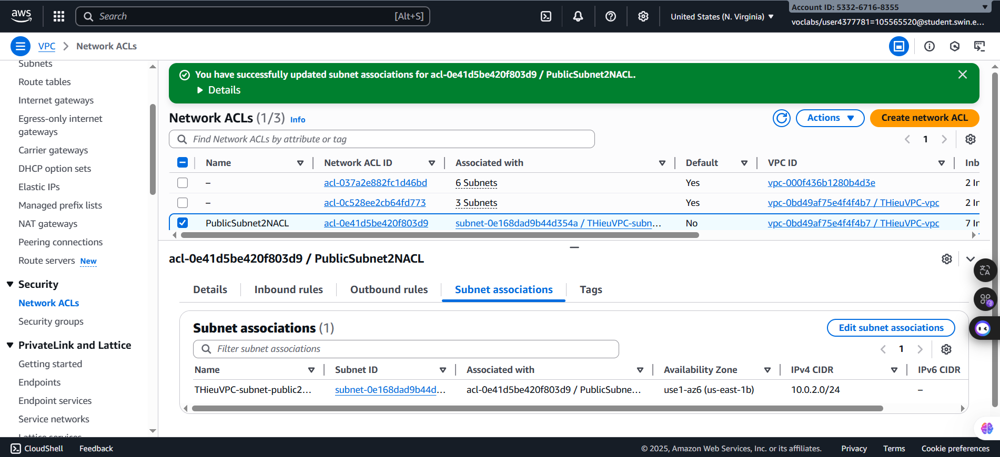 aws
Search
[Alt+S]
United States (N. Virginia)
Account ID: 5332-6716-8355
voclabs/user4377781=105565520@student.swin.e...
VPC
Network ACLs
Subnets
Route tables
Internet gateways
Egress-only internet
gateways
Carrier gateways
DHCP option sets
Elastic IPs
Managed prefix lists
NAT gateways
Peering connections
Route servers New
Security
Network ACLs
Security groups
PrivateLink and Lattice
Getting started
Endpoints
Endpoint services
Service networks
Lattice services
You have successfully updated subnet associations for acl-0e41d5be420f803d9 / PublicSubnet2NACL.
Details
Network ACLs (1/3) Info
Actions
Create network ACL
Find Network ACLs by attribute or tag
1
Name Network ACL ID Associated with Default VPC ID Inb
– acl-037a2e882fc1d46bd 6 Subnets Yes vpc-000f436b1280b4d3e 2 In
– acl-0c528ee2cb64fd773 3 Subnets Yes vpc-0bd49af75e4f4f4b7 / THieuVPC-vpc 2 In
PublicSubnet2NACL acl-0e41d5be420f803d9 subnet-0e168dad9b44d354a / THieuVPC-subn... No vpc-0bd49af75e4f4f4b7 / THieuVPC-vpc 7 In
acl-0e41d5be420f803d9 / PublicSubnet2NACL
Details Inbound rules Outbound rules Subnet associations Tags
Subnet associations (1)
Edit subnet associations
Filter subnet associations
1
Name Subnet ID Associated with Availability Zone IPv4 CIDR IPv6 CIDR
THieuVPC-subnet-public2... subnet-0e168dad9b44d... acl-0e41d5be420f803d9 / PublicSubne... use1-az6 (us-east-1b) 10.0.2.0/24 –
CloudShell Feedback © 2025, Amazon Web Services, Inc. or its affiliates. Privacy Terms Cookie preferences